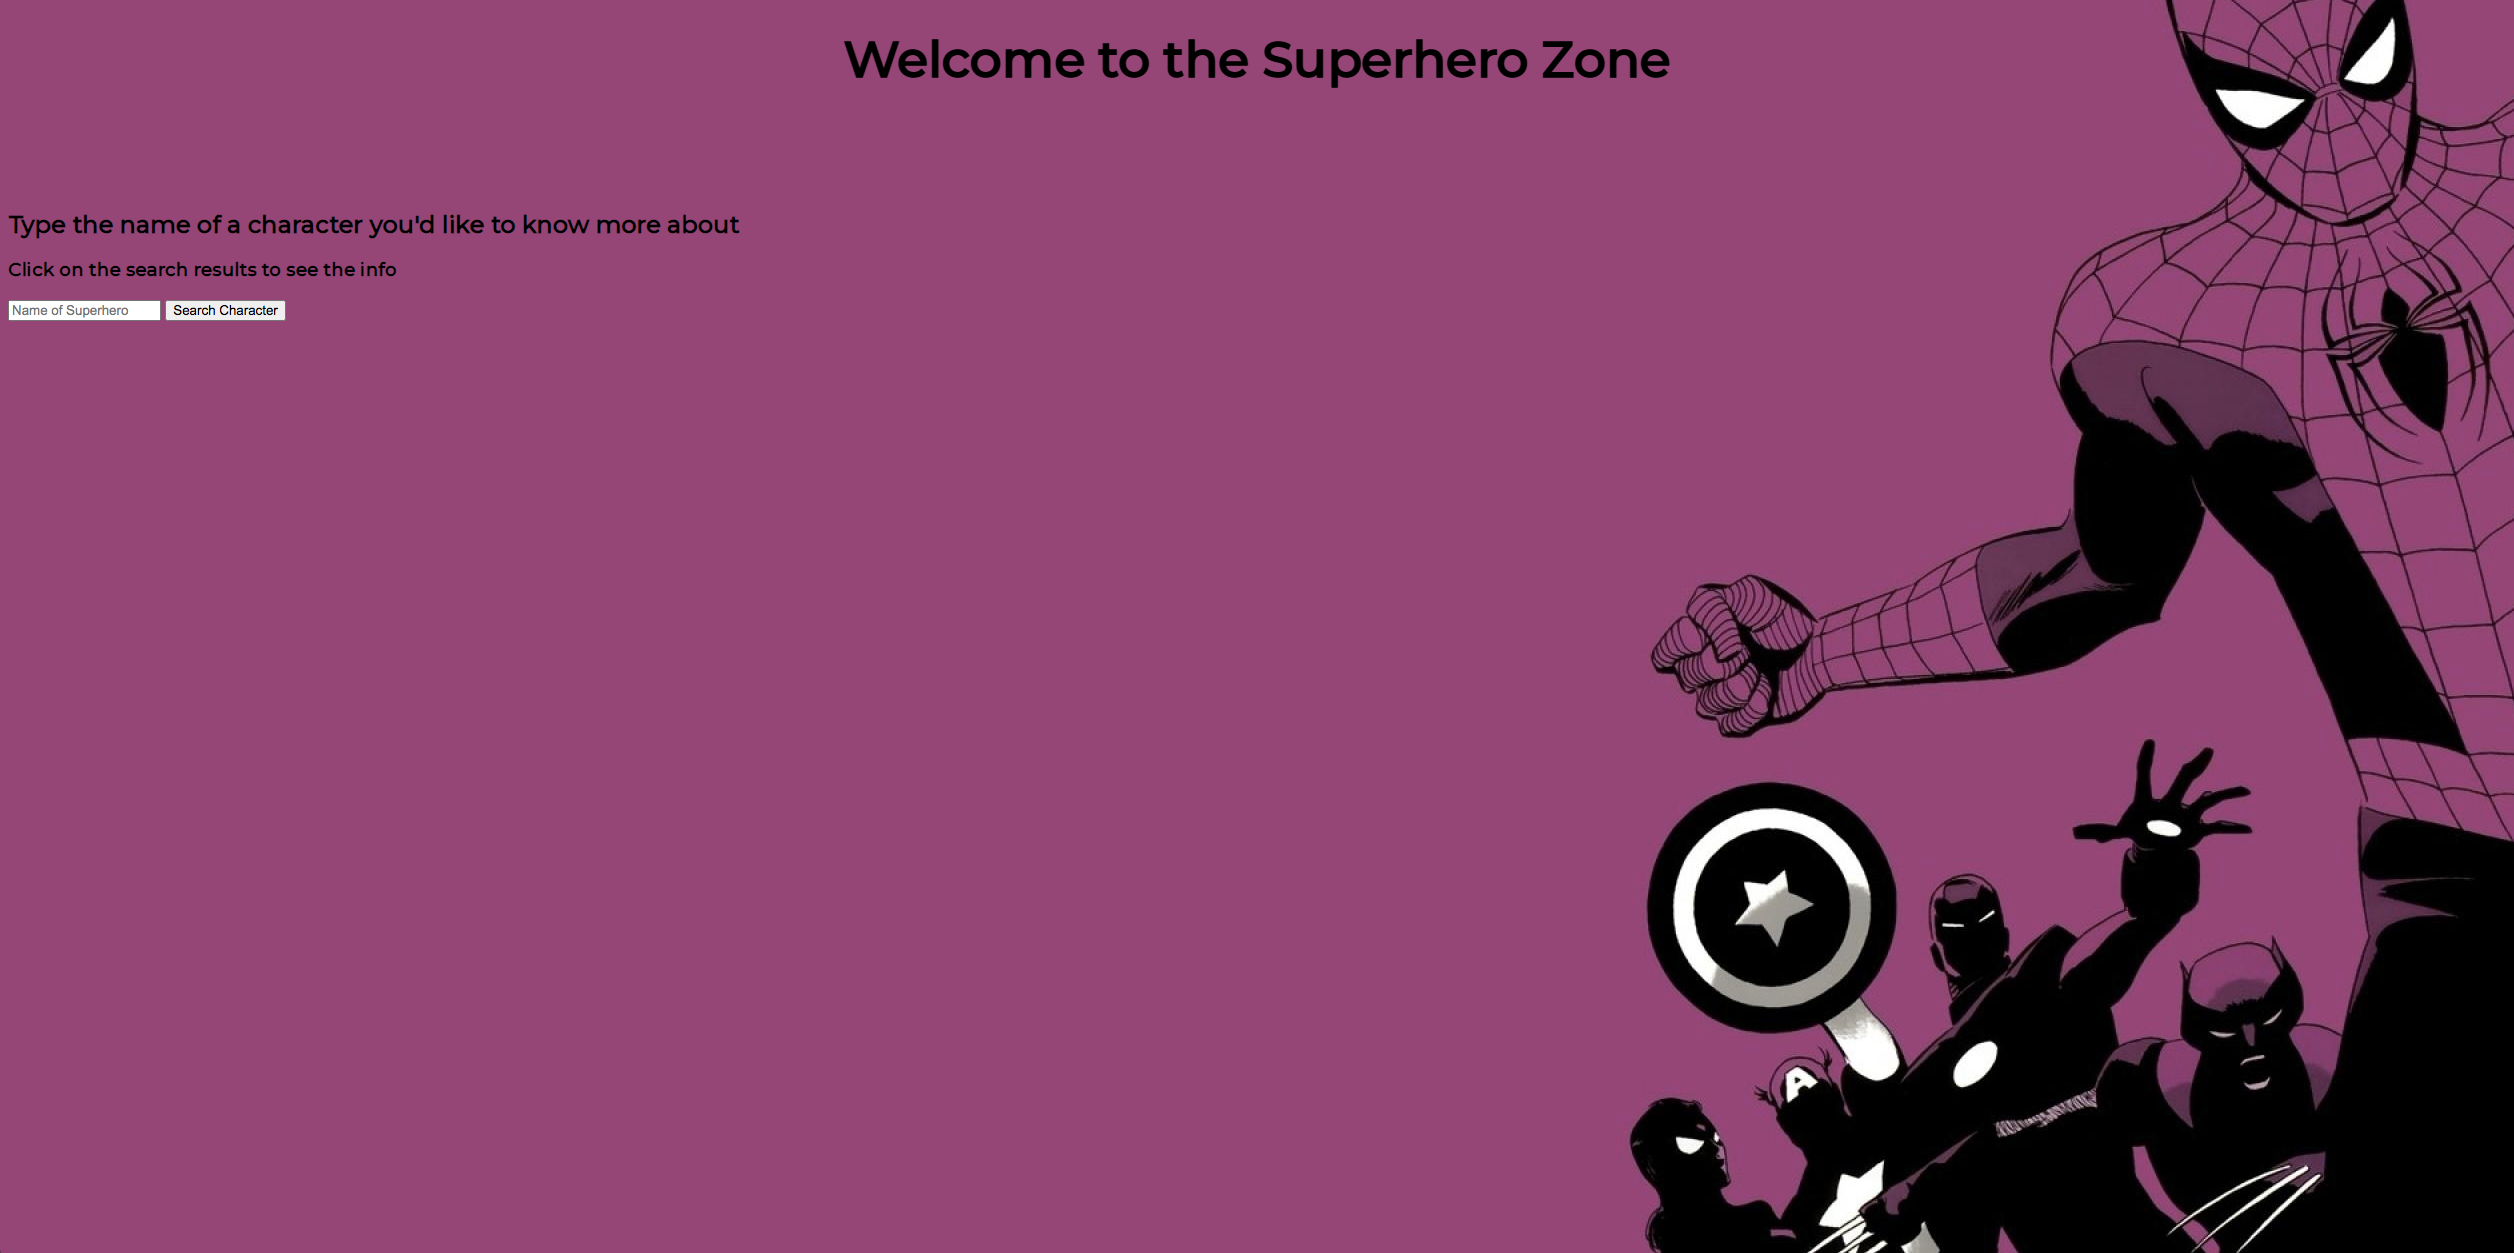 Welcome to the Superhero Zone
Type the name of a character you'd like to know more about
Click on the search results to see the info
Name of Superhero Search Character
A